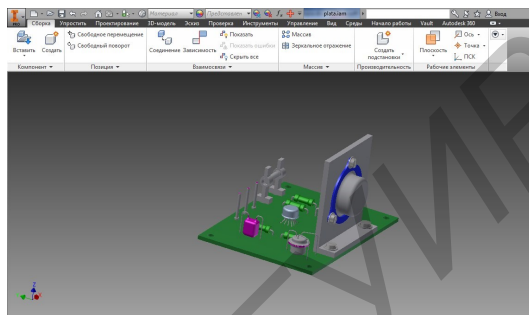 Материал
Представлен
plata.iam
Вход
Сборка Упростить Проектирование 3D-модель Эскиз Проверка Инструменты Управление Вид Среды Начало работы Vault Autodesk 360
Вставить Создать
Свободное перемещение
Свободный поворот
Соединение Зависимость
Показать
Показать ошибки
Скрыть все
Массив
Зеркальное отражение
Создать подстановки
Плоскость
Ось
Точка
ПСК
Компонент Позиция Взаимосвязи Массив Производительность Рабочие элементы